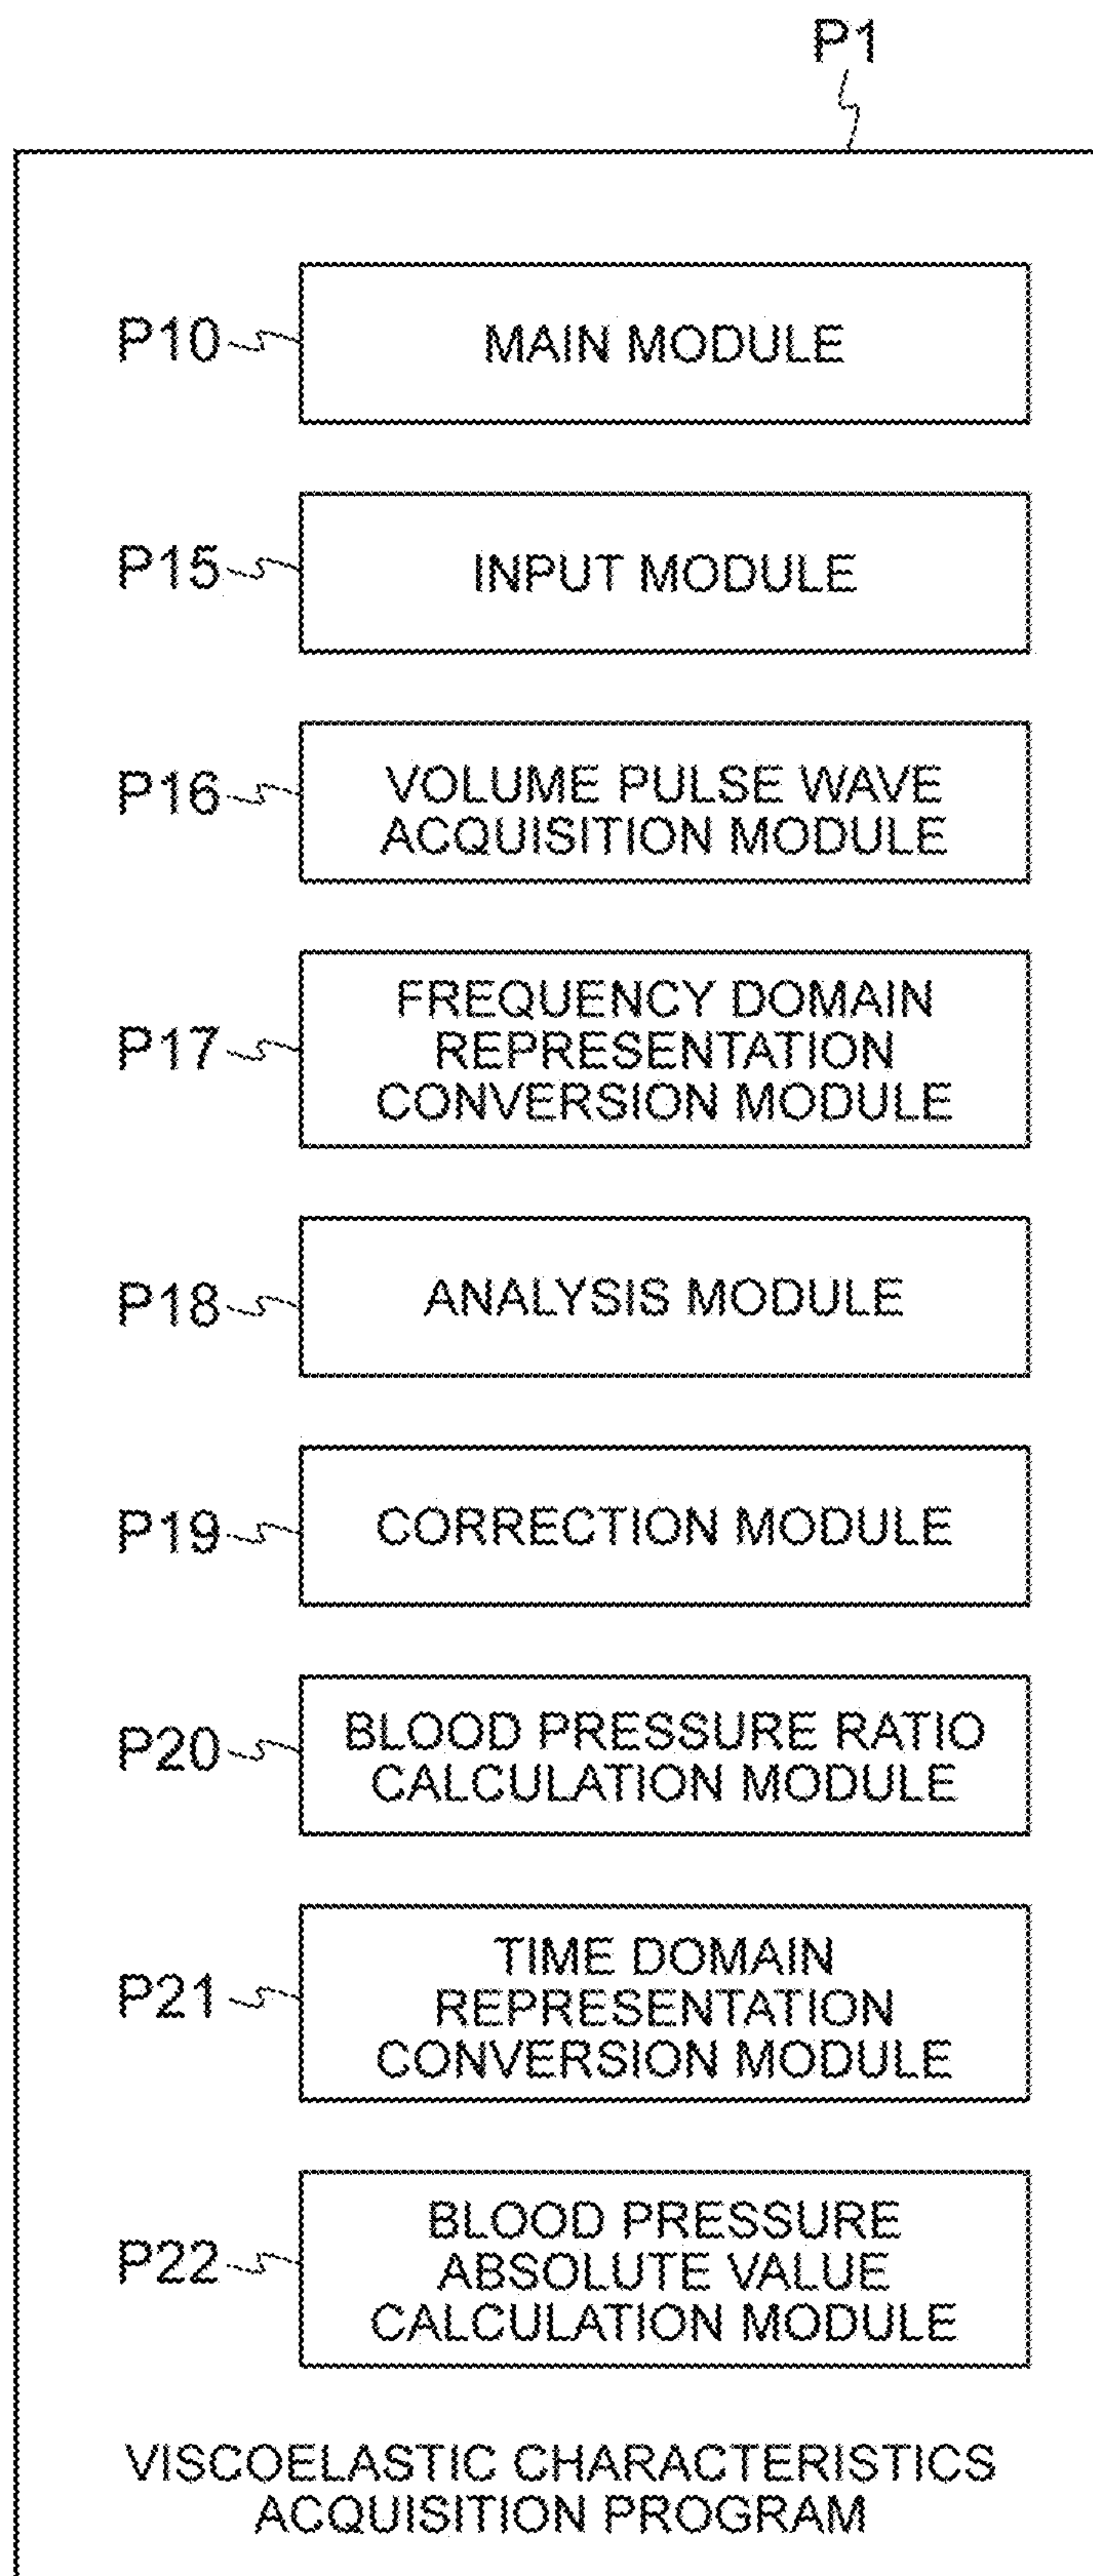 P1
P10
MAIN MODULE
P15
INPUT MODULE
P16
VOLUME PULSE WAVE
ACQUISITION MODULE
P17
FREQUENCY DOMAIN
REPRESENTATION
CONVERSION MODULE
P18
ANALYSIS MODULE
P19
CORRECTION MODULE
P20
BLOOD PRESSURE RATIO
CALCULATION MODULE
P21
TIME DOMAIN
REPRESENTATION
CONVERSION MODULE
P22
BLOOD PRESSURE
ABSOLUTE VALUE
CALCULATION MODULE
VISCOELASTIC CHARACTERISTICS
ACQUISITION PROGRAM